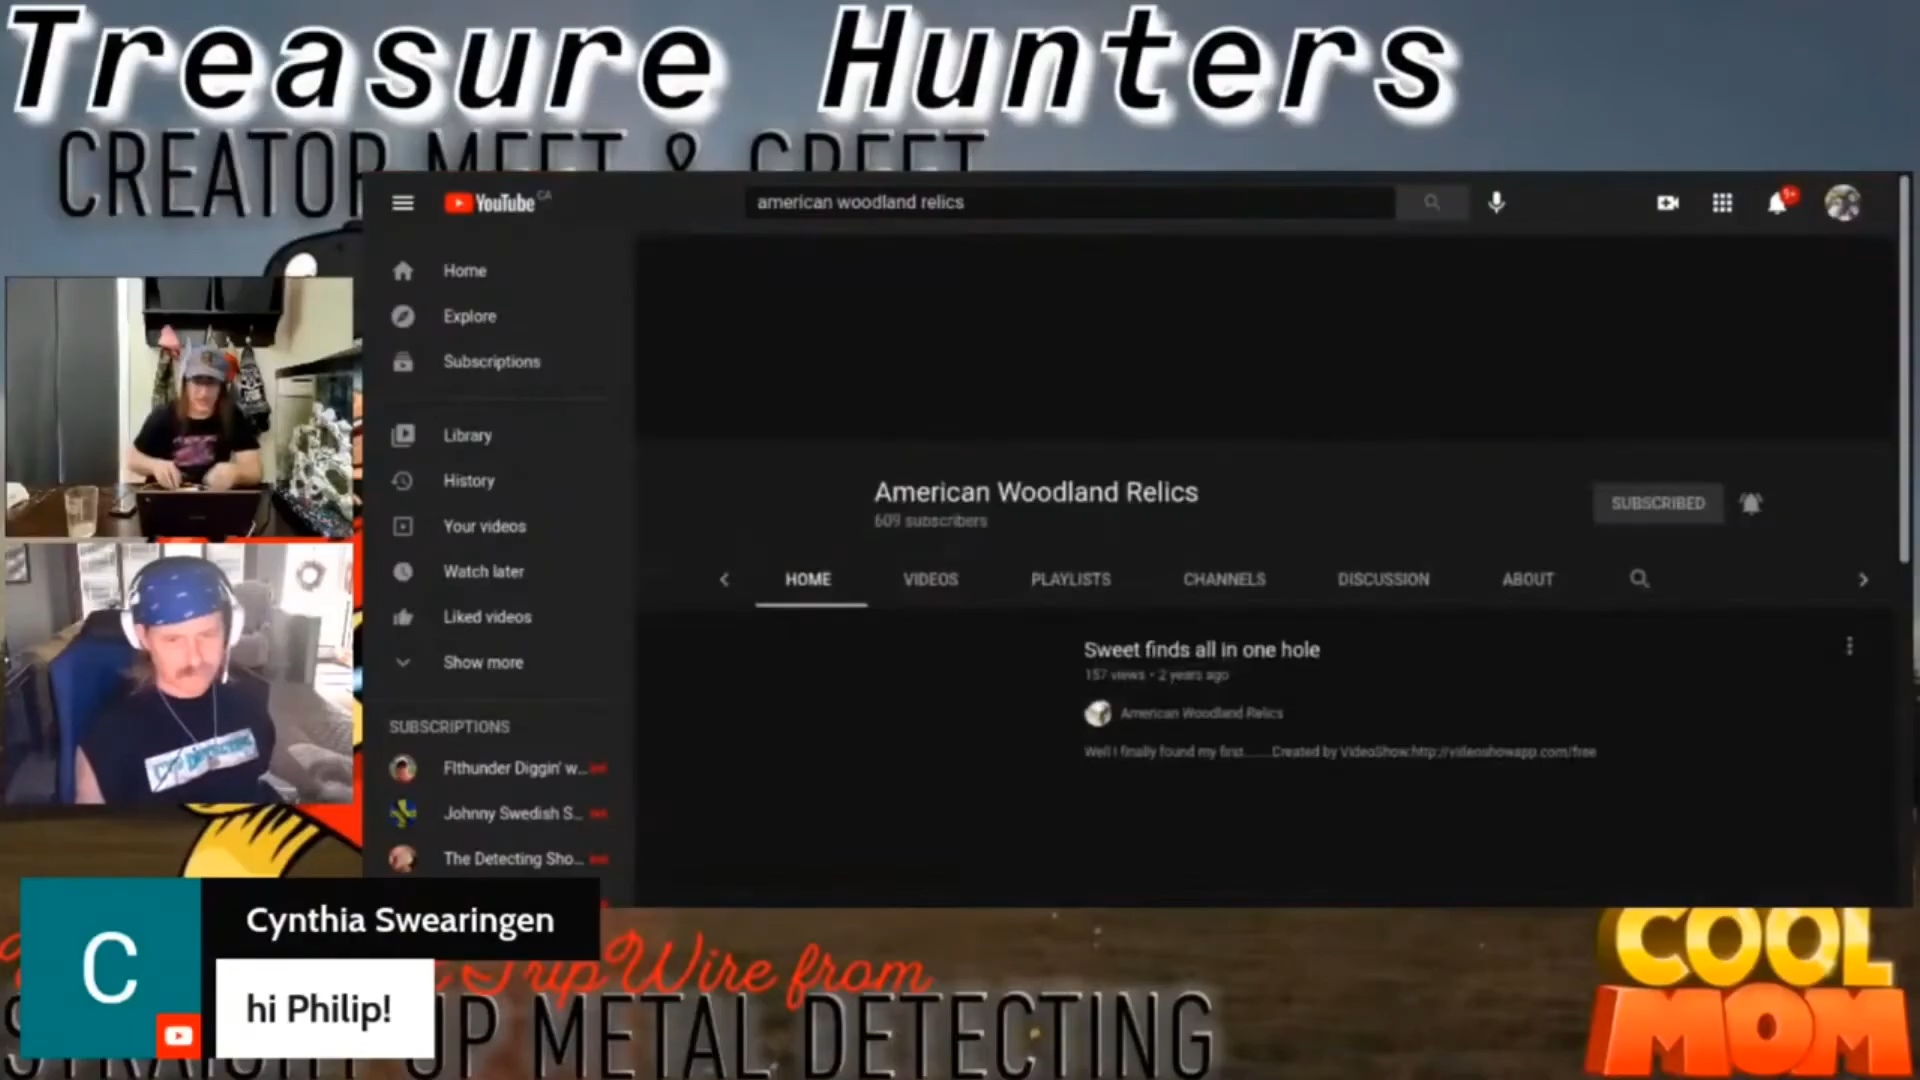 Treasure Hunters
CREATOR MEET & GREET
YouTube CA
american woodland relics
9+
Home
Explore
Subscriptions
Library
History
Your videos
Watch later
Liked videos
Show more
SUBSCRIPTIONS
Flthunder Diggin' w...
Johnny Swedish S...
The Detecting Sho...
American Woodland Relics
609 subscribers
SUBSCRIBED
HOME
VIDEOS
PLAYLISTS
CHANNELS
DISCUSSION
ABOUT
Sweet finds all in one hole
157 views • 2 years ago
American Woodland Relics
Well I finally found my first........Created by VideoShow:http://videoshowapp.com/free
C
Cynthia Swearingen
hi Philip!
TripWire from
UP METAL DETECTING
COOL
MOM